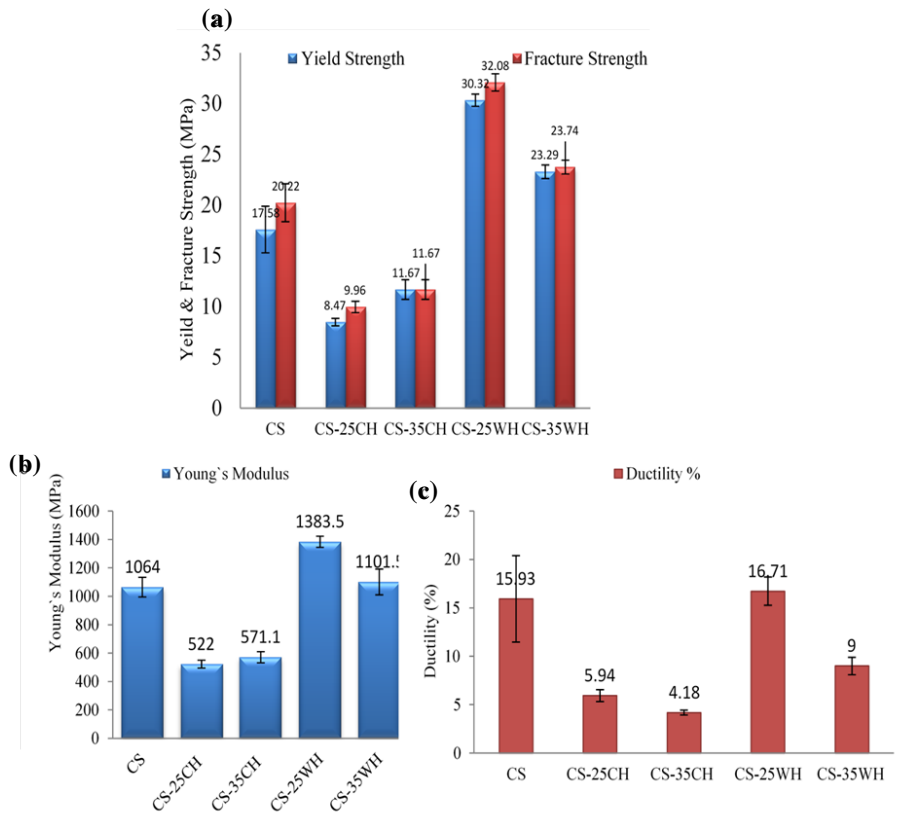 (a)
Yield Strength
Fracture Strength
Yeild & Fracture Strength (MPa)
35
30
25
20
15
10
5
0
17.58
20.22
8.47
9.96
11.67
11.67
30.32
32.08
23.29
23.74
CS
CS-25CH
CS-35CH
CS-25WH
CS-35WH
(b)
Young`s Modulus
Young`s Modulus (MPa)
1600
1400
1200
1000
800
600
400
200
0
1064
522
571.1
1383.5
1101.5
CS
CS-25CH
CS-35CH
CS-25WH
CS-35WH
(c)
Ductility %
Ductility (%)
25
20
15
10
5
0
15.93
5.94
4.18
16.71
9
CS
CS-25CH
CS-35CH
CS-25WH
CS-35WH